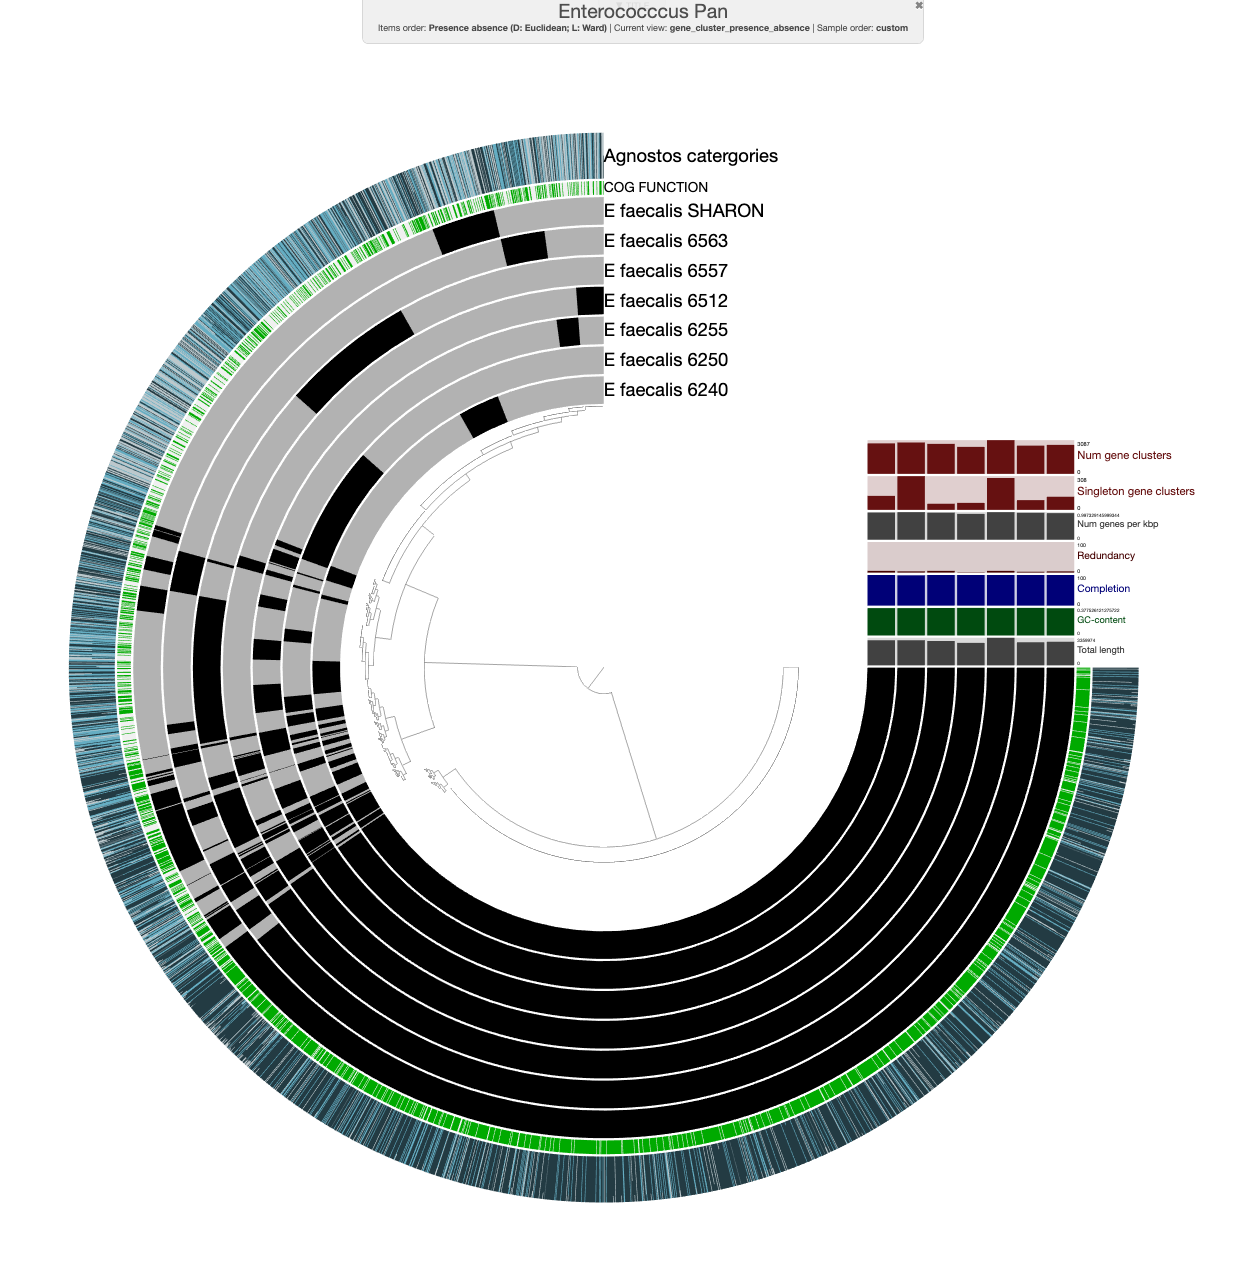 Enterococccus Pan
Items order: Presence absence (D: Euclidean; L: Ward) | Current view: gene_cluster_presence_absence | Sample order: custom
Agnostos catergories
COG FUNCTION
E faecalis SHARON
E faecalis 6563
E faecalis 6557
E faecalis 6512
E faecalis 6255
E faecalis 6250
E faecalis 6240
3087
Num gene clusters
0
308
Singleton gene clusters
0
Num genes per kbp
0
100
Redundancy
0
100
Completion
0
GC-content
0
3359974
Total length
0